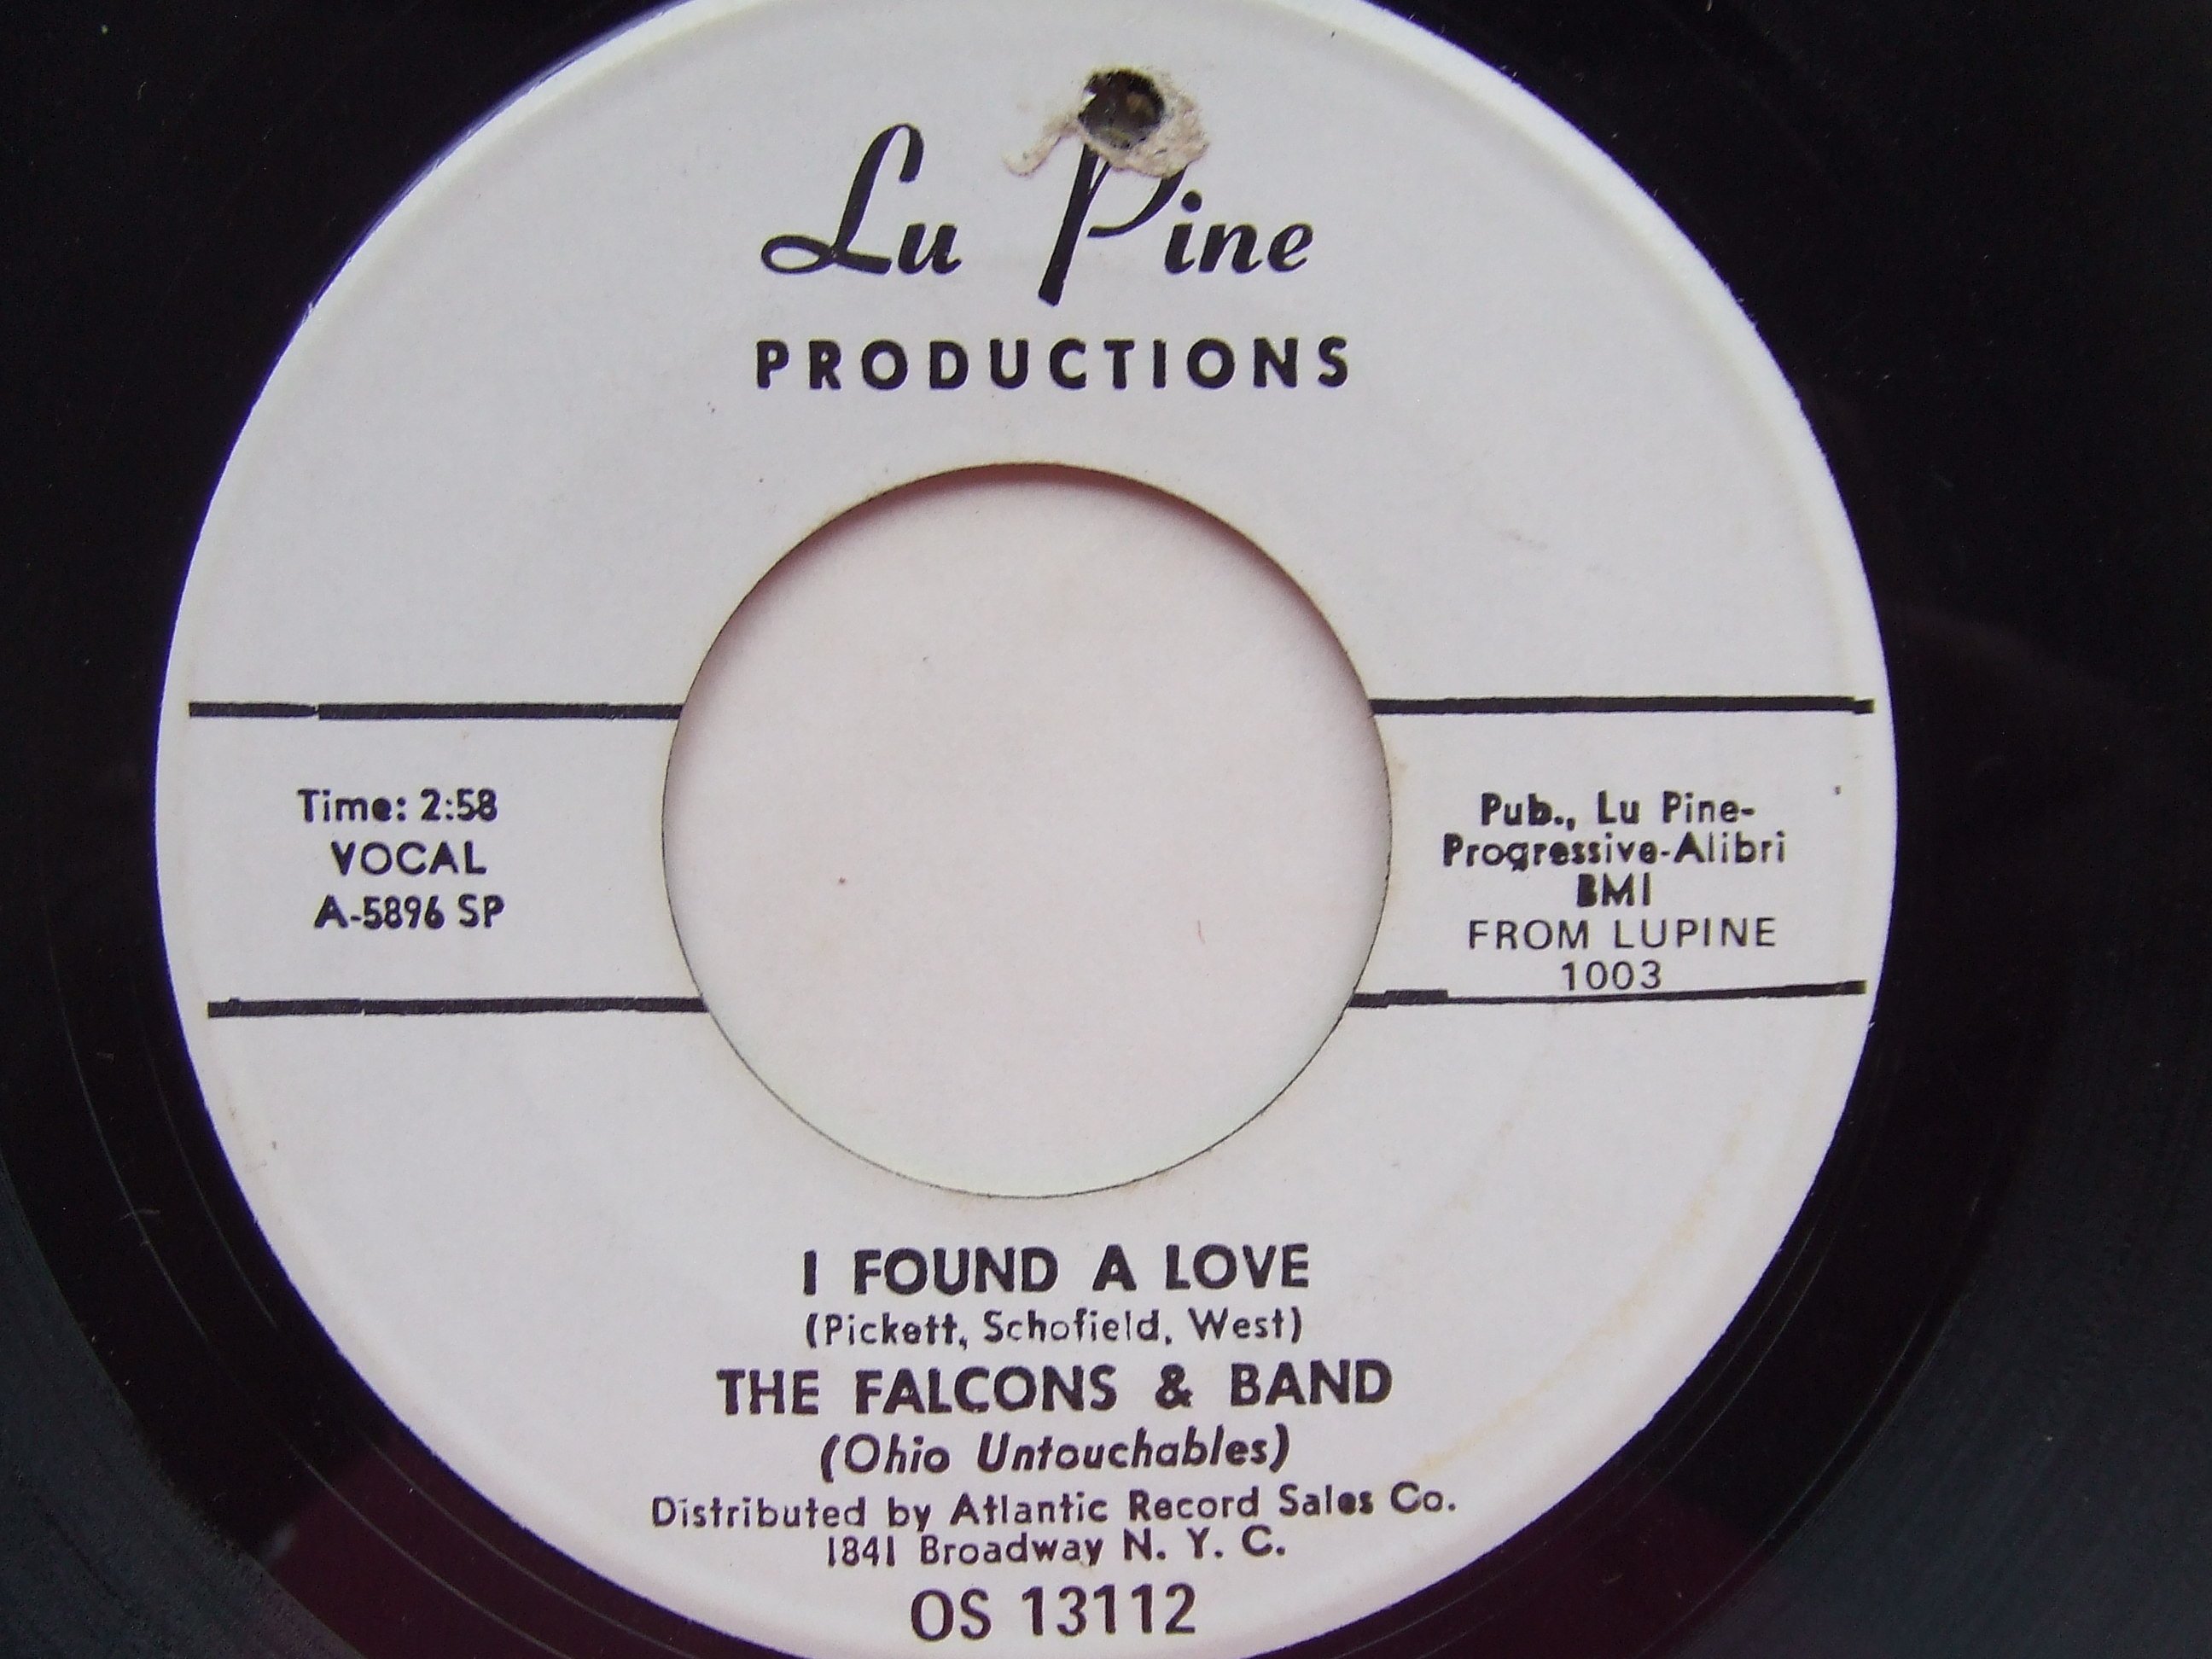 Lu Pine
PRODUCTIONS
Time: 2:58
VOCAL
A-5896 SP
Pub., Lu Pine-
Progressive-Alibri
BMI
FROM LUPINE
1003
I FOUND A LOVE
(Pickett, Schofield, West)
THE FALCONS & BAND
(Ohio Untouchables)
Distributed by Atlantic Record Sales Co.
1841 Broadway N. Y. C.
OS 13112